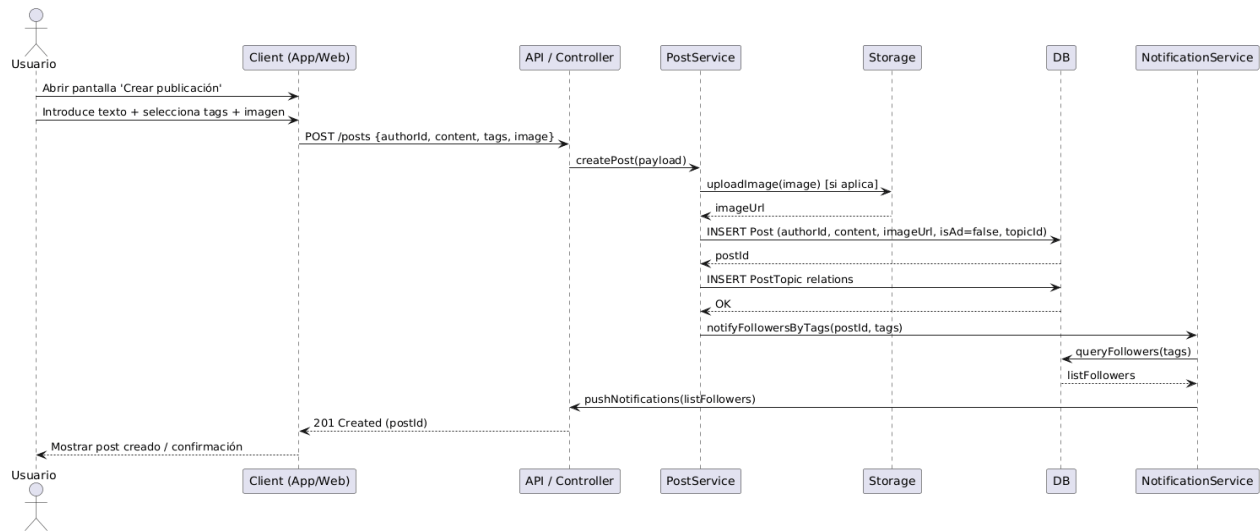 Usuario
Client (App/Web)
API / Controller
PostService
Storage
DB
NotificationService
Abrir pantalla 'Crear publicación'
Introduce texto + selecciona tags + imagen
POST /posts {authorId, content, tags, image}
createPost(payload)
uploadImage(image) [si aplica]
imageUrl
INSERT Post (authorId, content, imageUrl, isAd=false, topicId)
postId
INSERT PostTopic relations
OK
notifyFollowersByTags(postId, tags)
queryFollowers(tags)
listFollowers
pushNotifications(listFollowers)
201 Created (postId)
Mostrar post creado / confirmación
Usuario
Client (App/Web)
API / Controller
PostService
Storage
DB
NotificationService